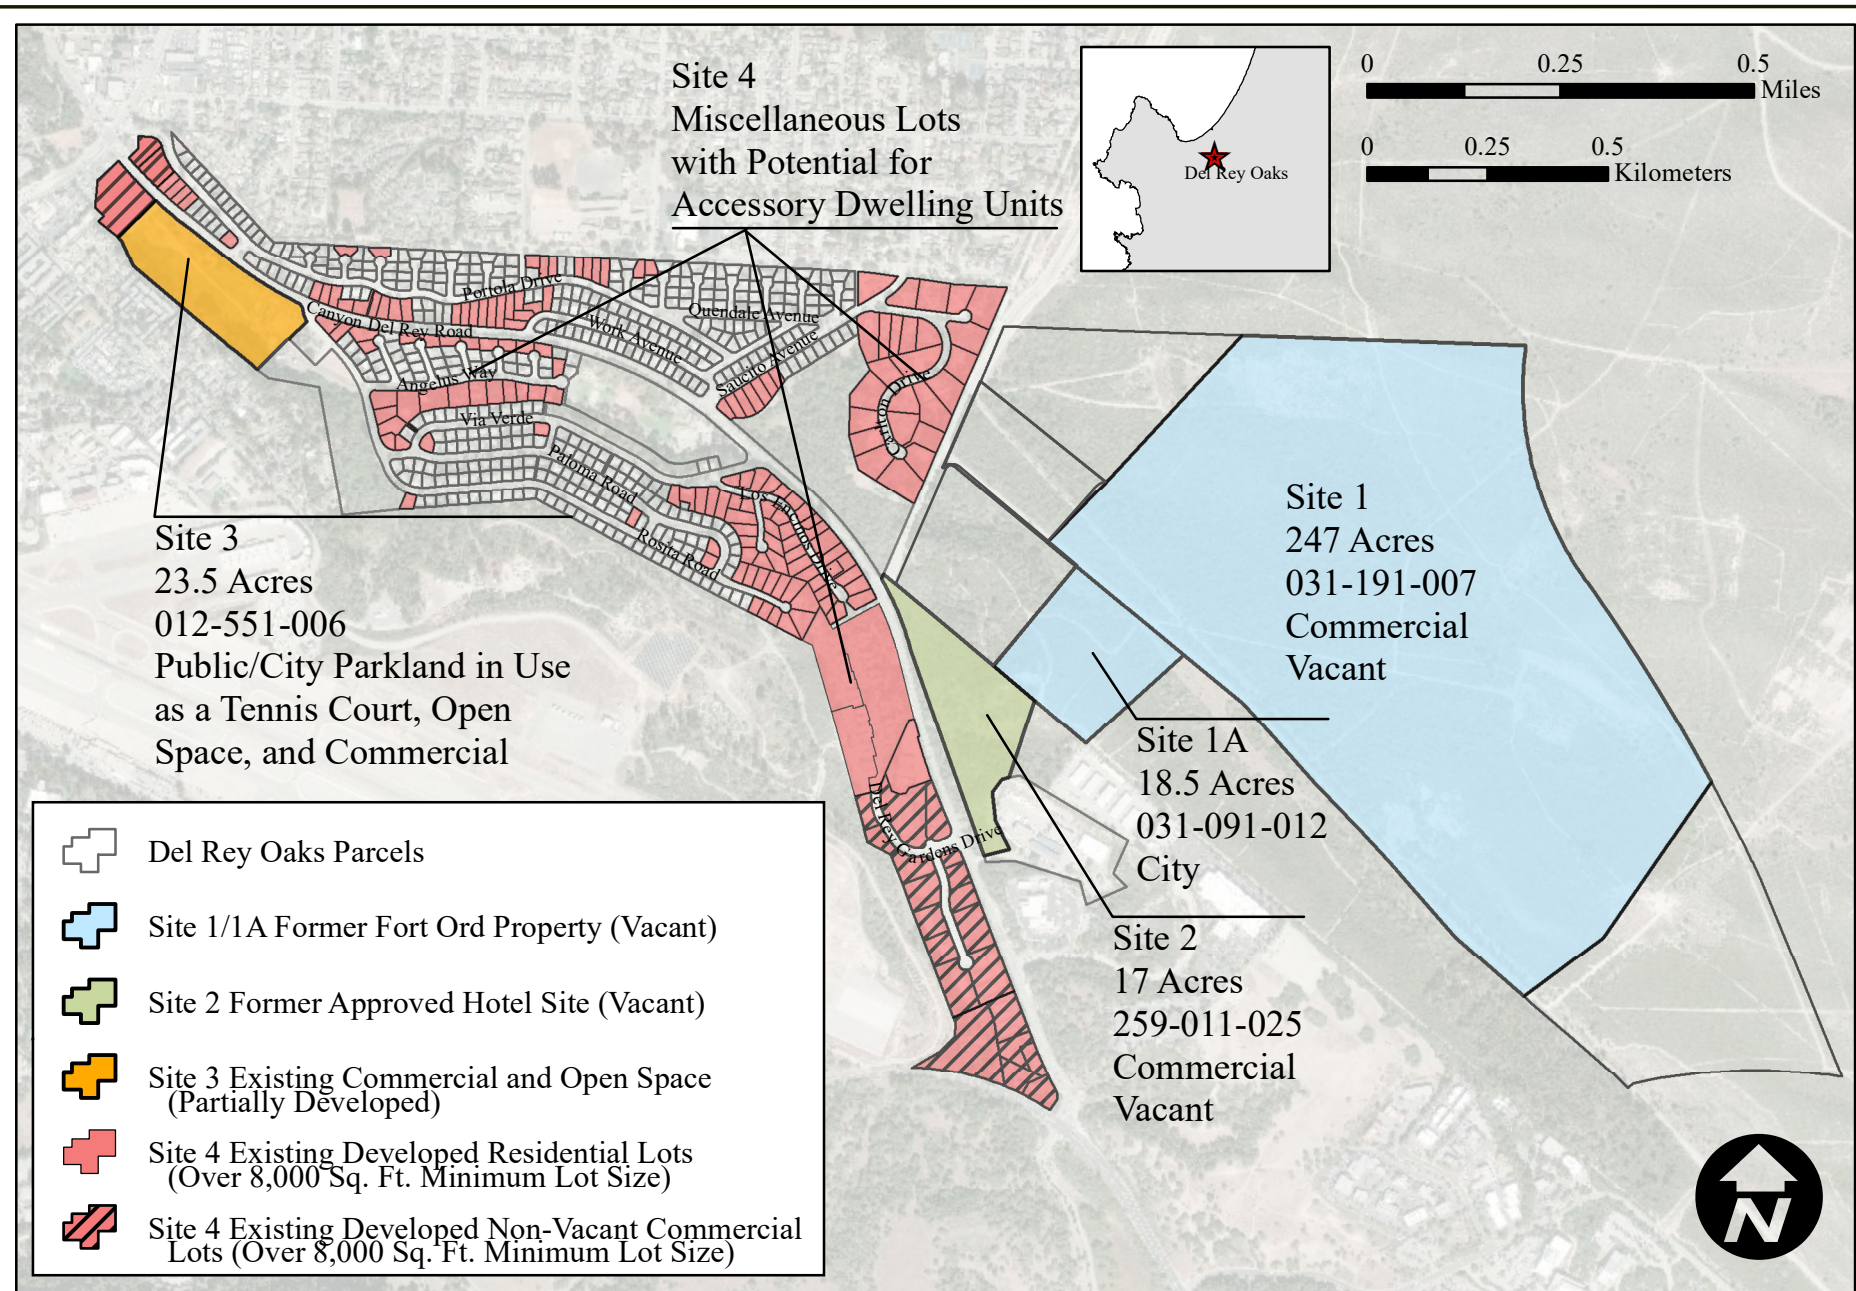 Site 4
Miscellaneous Lots
with Potential for
Accessory Dwelling Units
Del Rey Oaks
0 0.25 0.5
Miles
0 0.25 0.5
Kilometers
Portola Drive
Canyon Del Rey Road
Work Avenue
Quendale Avenue
Saucito Avenue
Angelus Way
Carlton Drive
Via Verde
Paloma Road
Los Encinos Drive
Rosita Road
Del Rey Gardens Drive
Site 1
247 Acres
031-191-007
Commercial
Vacant
Site 3
23.5 Acres
012-551-006
Public/City Parkland in Use
as a Tennis Court, Open
Space, and Commercial
Site 1A
18.5 Acres
031-091-012
City
Site 2
17 Acres
259-011-025
Commercial
Vacant
Del Rey Oaks Parcels
Site 1/1A Former Fort Ord Property (Vacant)
Site 2 Former Approved Hotel Site (Vacant)
Site 3 Existing Commercial and Open Space
(Partially Developed)
Site 4 Existing Developed Residential Lots
(Over 8,000 Sq. Ft. Minimum Lot Size)
Site 4 Existing Developed Non-Vacant Commercial
Lots (Over 8,000 Sq. Ft. Minimum Lot Size)
N